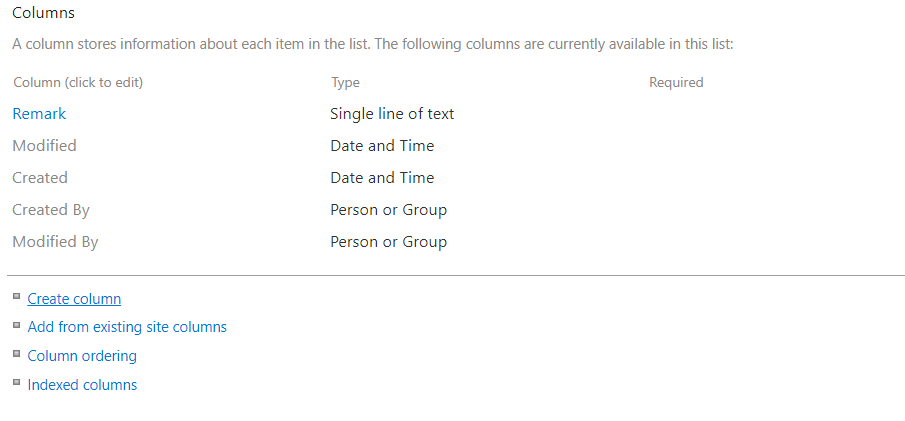 Columns
A column stores information about each item in the list. The following columns are currently available in this list:
Column (click to edit) Type Required
Remark Single line of text
Modified Date and Time
Created Date and Time
Created By Person or Group
Modified By Person or Group
Create column
Add from existing site columns
Column ordering
Indexed columns